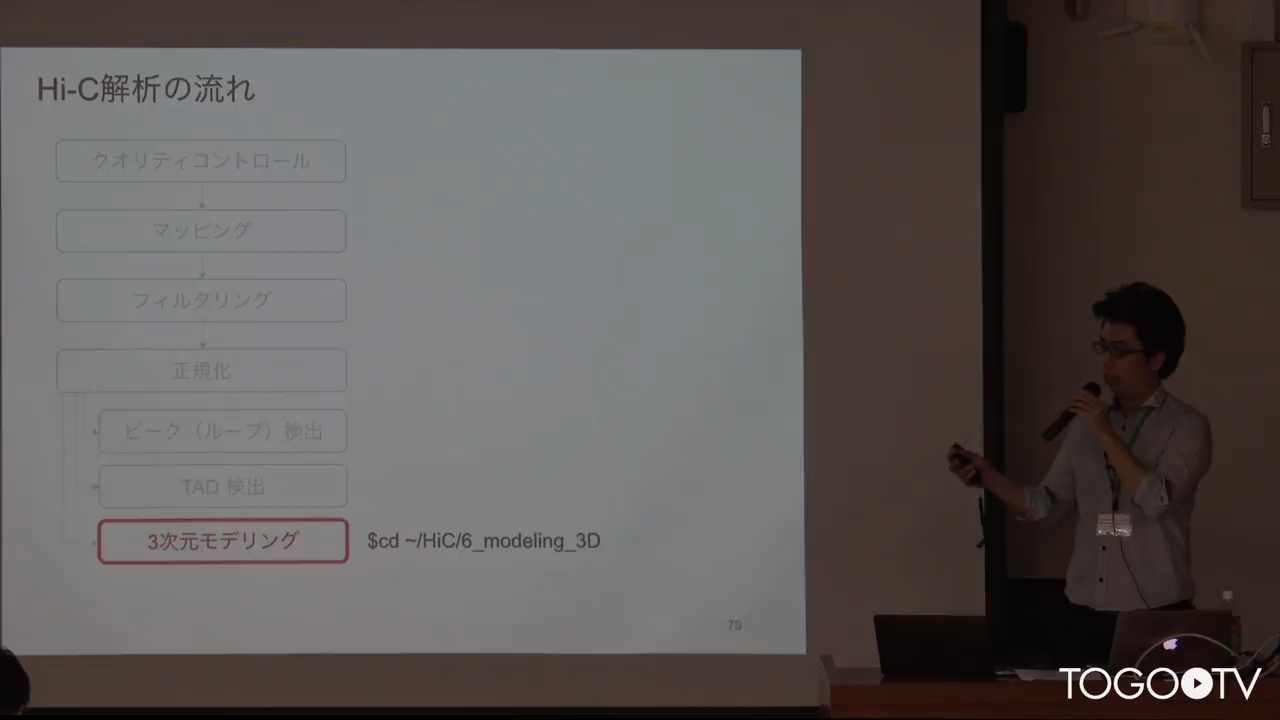 Hi-C解析の流れ
クオリティコントロール
マッピング
フィルタリング
正規化
ピーク（ループ）検出
TAD 検出
3次元モデリング
$cd ~/HiC/6_modeling_3D
79
TOGOTV